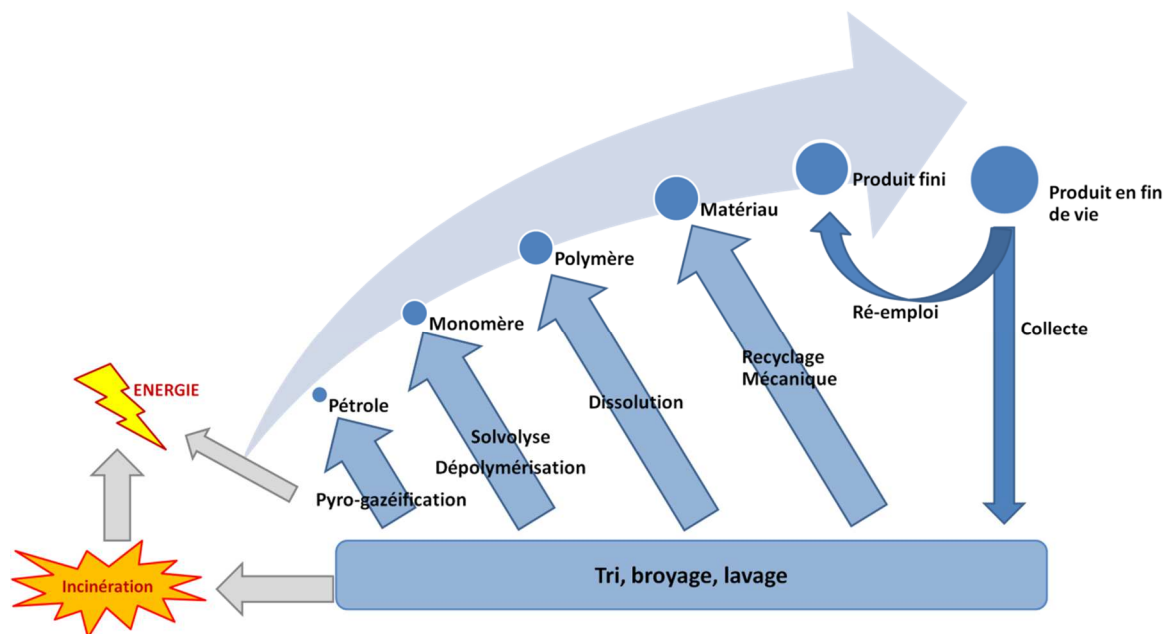 Produit fini
Produit en fin
de vie
Matériau
Polymère
Ré-emploi
Monomère
Collecte
Recyclage
Mécanique
ENERGIE
Pétrole
Dissolution
Solvolyse
Dépolymérisation
Pyro-gazéification
Tri, broyage, lavage
Incinération